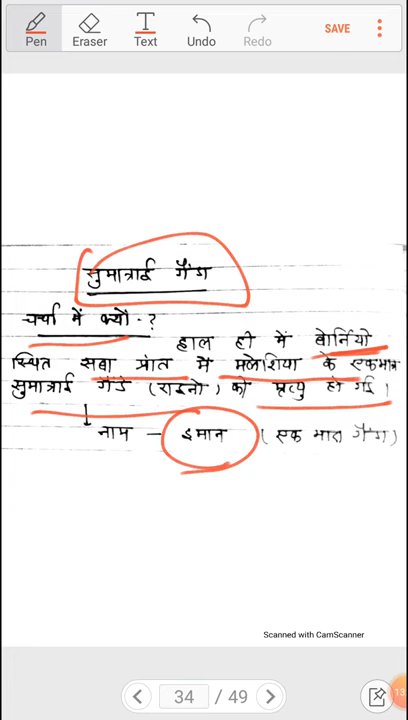 Pen
Eraser
Text
Undo
Redo
SAVE
सुमात्राई गैंडा
चर्चा में क्यों - ?
हाल ही में बोर्नियो
स्थित सबा प्रांत में मलेशिया के एकमात्र
सुमात्राई गैंडे (राइनो) की मृत्यु हो गई।
नाम - इमान (एक मात्र गैंडा)
Scanned with CamScanner
34 / 49
13